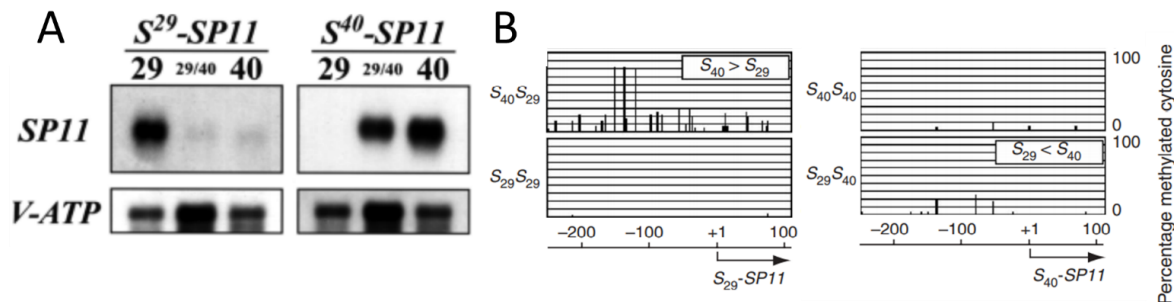 A
S29-SP11
S40-SP11
29 29/40 40
29 29/40 40
SP11
V-ATP
B
S40 > S29
S40S29
S29S29
−200 −100 +1 100
S29-SP11
100
S40S40
0
100
S29 < S40
S29S40
0
−200 −100 +1 100
S40-SP11
Percentage methylated cytosine